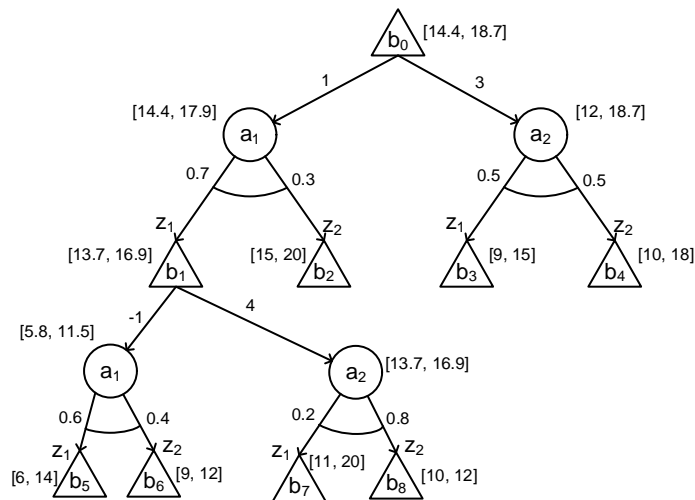 b0 [14.4, 18.7]
1 3
[14.4, 17.9] [12, 18.7]
a1 a2
0.7 0.3 0.5 0.5
z1 z2 z1 z2
[13.7, 16.9] [15, 20] [9, 15] [10, 18]
b1 b2 b3 b4
-1 4
[5.8, 11.5] [13.7, 16.9]
a1 a2
0.6 0.4 0.2 0.8
z1 z2 z1 z2
[6, 14] [9, 12] [11, 20] [10, 12]
b5 b6 b7 b8